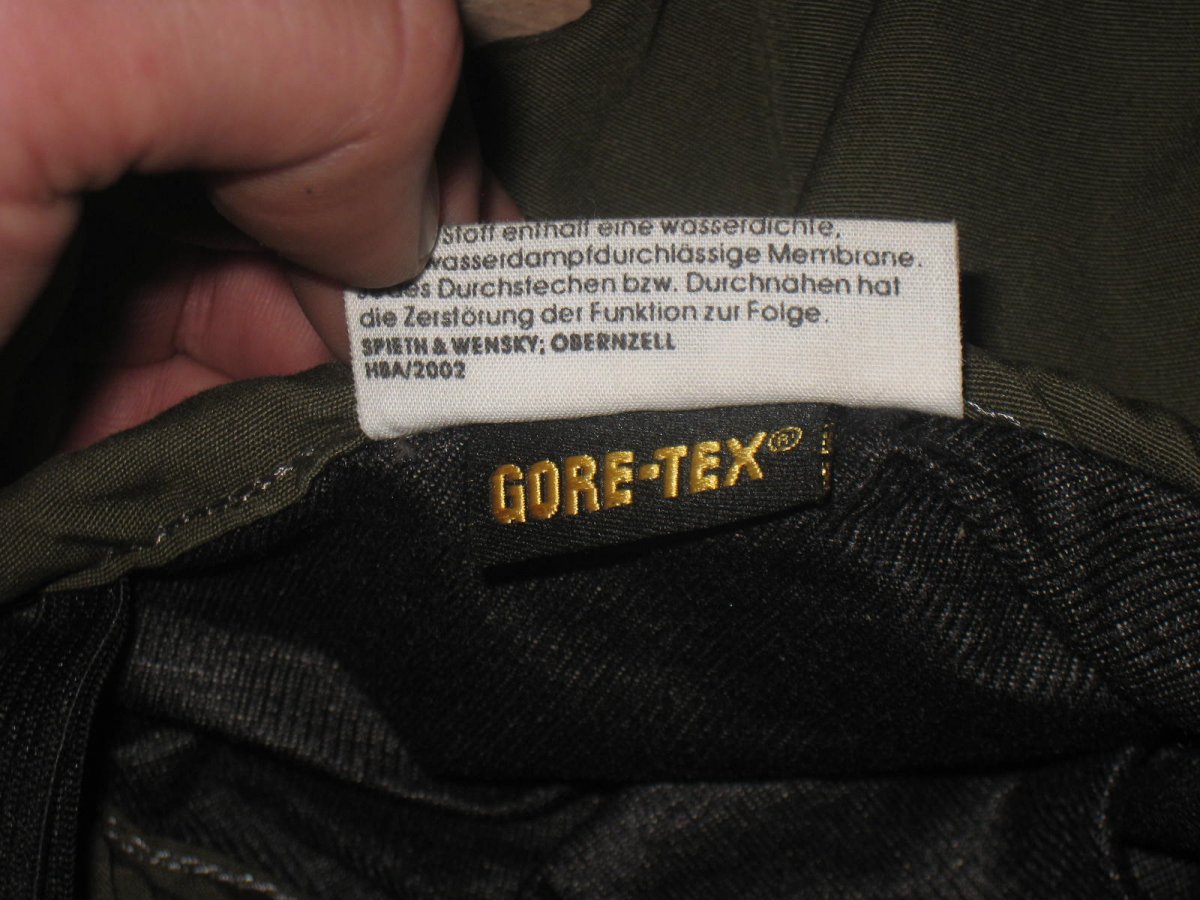 Stoff enthält eine wasserdichte,
wasserdampfdurchlässige Membrane.
Jedes Durchstechen bzw. Durchnähen hat
die Zerstörung der Funktion zur Folge.
SPIETH & WENSKY; OBERNZELL
HBA/2002
GORE-TEX®